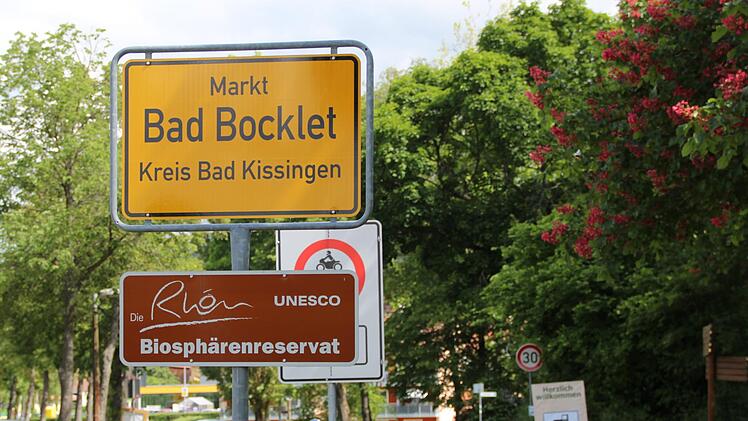 Markt
Bad Bocklet
Kreis Bad Kissingen
Die Rhön UNESCO
Biosphärenreservat
30
Herzlich
willkommen